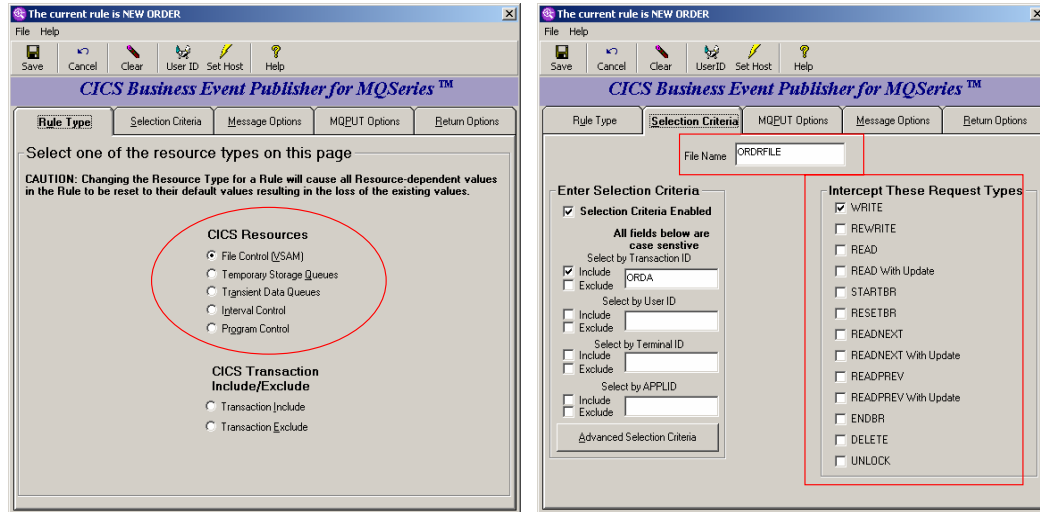 The current rule is NEW ORDER
File Help
Save Cancel Clear User ID Set Host Help
CICS Business Event Publisher for MQSeries ™
Rule Type Selection Criteria Message Options MQPUT Options Return Options
Select one of the resource types on this page
CAUTION: Changing the Resource Type for a Rule will cause all Resource-dependent values
in the Rule to be reset to their default values resulting in the loss of the existing values.
CICS Resources
File Control (VSAM)
Temporary Storage Queues
Transient Data Queues
Interval Control
Program Control
CICS Transaction
Include/Exclude
Transaction Include
Transaction Exclude
The current rule is NEW ORDER
File Help
Save Cancel Clear UserID Set Host Help
CICS Business Event Publisher for MQSeries ™
Rule Type Selection Criteria MQPUT Options Message Options Return Options
File Name ORDRFILE
Enter Selection Criteria
Selection Criteria Enabled
All fields below are
case senstive
Select by Transaction ID
Include
Exclude
ORDA
Select by User ID
Include
Exclude
Select by Terminal ID
Include
Exclude
Select by APPLID
Include
Exclude
Advanced Selection Criteria
Intercept These Request Types
WRITE
REWRITE
READ
READ With Update
STARTBR
RESETBR
READNEXT
READNEXT With Update
READPREV
READPREV With Update
ENDBR
DELETE
UNLOCK